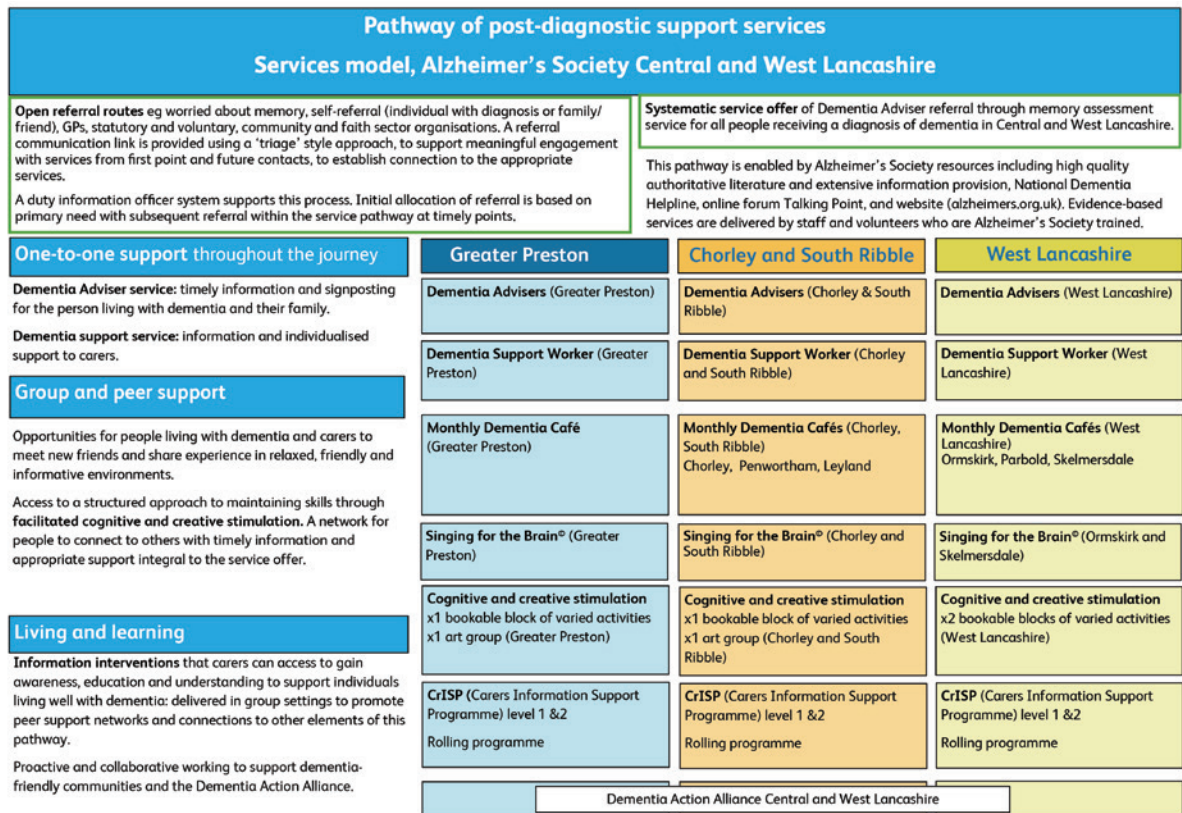 Pathway of post-diagnostic support services
Services model, Alzheimer's Society Central and West Lancashire
Open referral routes eg worried about memory, self-referral (individual with diagnosis or family/
friend), GPs, statutory and voluntary, community and faith sector organisations. A referral
communication link is provided using a 'triage' style approach, to support meaningful engagement
with services from first point and future contacts, to establish connection to the appropriate
services.
A duty information officer system supports this process. Initial allocation of referral is based on
primary need with subsequent referral within the service pathway at timely points.
Systematic service offer of Dementia Adviser referral through memory assessment
service for all people receiving a diagnosis of dementia in Central and West Lancashire.
This pathway is enabled by Alzheimer's Society resources including high quality
authoritative literature and extensive information provision, National Dementia
Helpline, online forum Talking Point, and website (alzheimers.org.uk). Evidence-based
services are delivered by staff and volunteers who are Alzheimer's Society trained.
One-to-one support throughout the journey
Dementia Adviser service: timely information and signposting
for the person living with dementia and their family.
Dementia support service: information and individualised
support to carers.
Group and peer support
Opportunities for people living with dementia and carers to
meet new friends and share experience in relaxed, friendly and
informative environments.
Access to a structured approach to maintaining skills through
facilitated cognitive and creative stimulation. A network for
people to connect to others with timely information and
appropriate support integral to the service offer.
Living and learning
Information interventions that carers can access to gain
awareness, education and understanding to support individuals
living well with dementia: delivered in group settings to promote
peer support networks and connections to other elements of this
pathway.
Proactive and collaborative working to support dementia-
friendly communities and the Dementia Action Alliance.
Greater Preston
Dementia Advisers (Greater Preston)
Dementia Support Worker (Greater
Preston)
Monthly Dementia Café
(Greater Preston)
Singing for the Brain© (Greater
Preston)
Cognitive and creative stimulation
x1 bookable block of varied activities
x1 art group (Greater Preston)
CrISP (Carers Information Support
Programme) level 1 &2
Rolling programme
Chorley and South Ribble
Dementia Advisers (Chorley & South
Ribble)
Dementia Support Worker (Chorley
and South Ribble)
Monthly Dementia Cafés (Chorley,
South Ribble)
Chorley, Penwortham, Leyland
Singing for the Brain© (Chorley and
South Ribble)
Cognitive and creative stimulation
x1 bookable block of varied activities
x1 art group (Chorley and South
Ribble)
CrISP (Carers Information Support
Programme) level 1 &2
Rolling programme
West Lancashire
Dementia Advisers (West Lancashire)
Dementia Support Worker (West
Lancashire)
Monthly Dementia Cafés (West
Lancashire)
Ormskirk, Parbold, Skelmersdale
Singing for the Brain© (Ormskirk and
Skelmersdale)
Cognitive and creative stimulation
x2 bookable blocks of varied activities
(West Lancashire)
CrISP (Carers Information Support
Programme) level 1 &2
Rolling programme
Dementia Action Alliance Central and West Lancashire